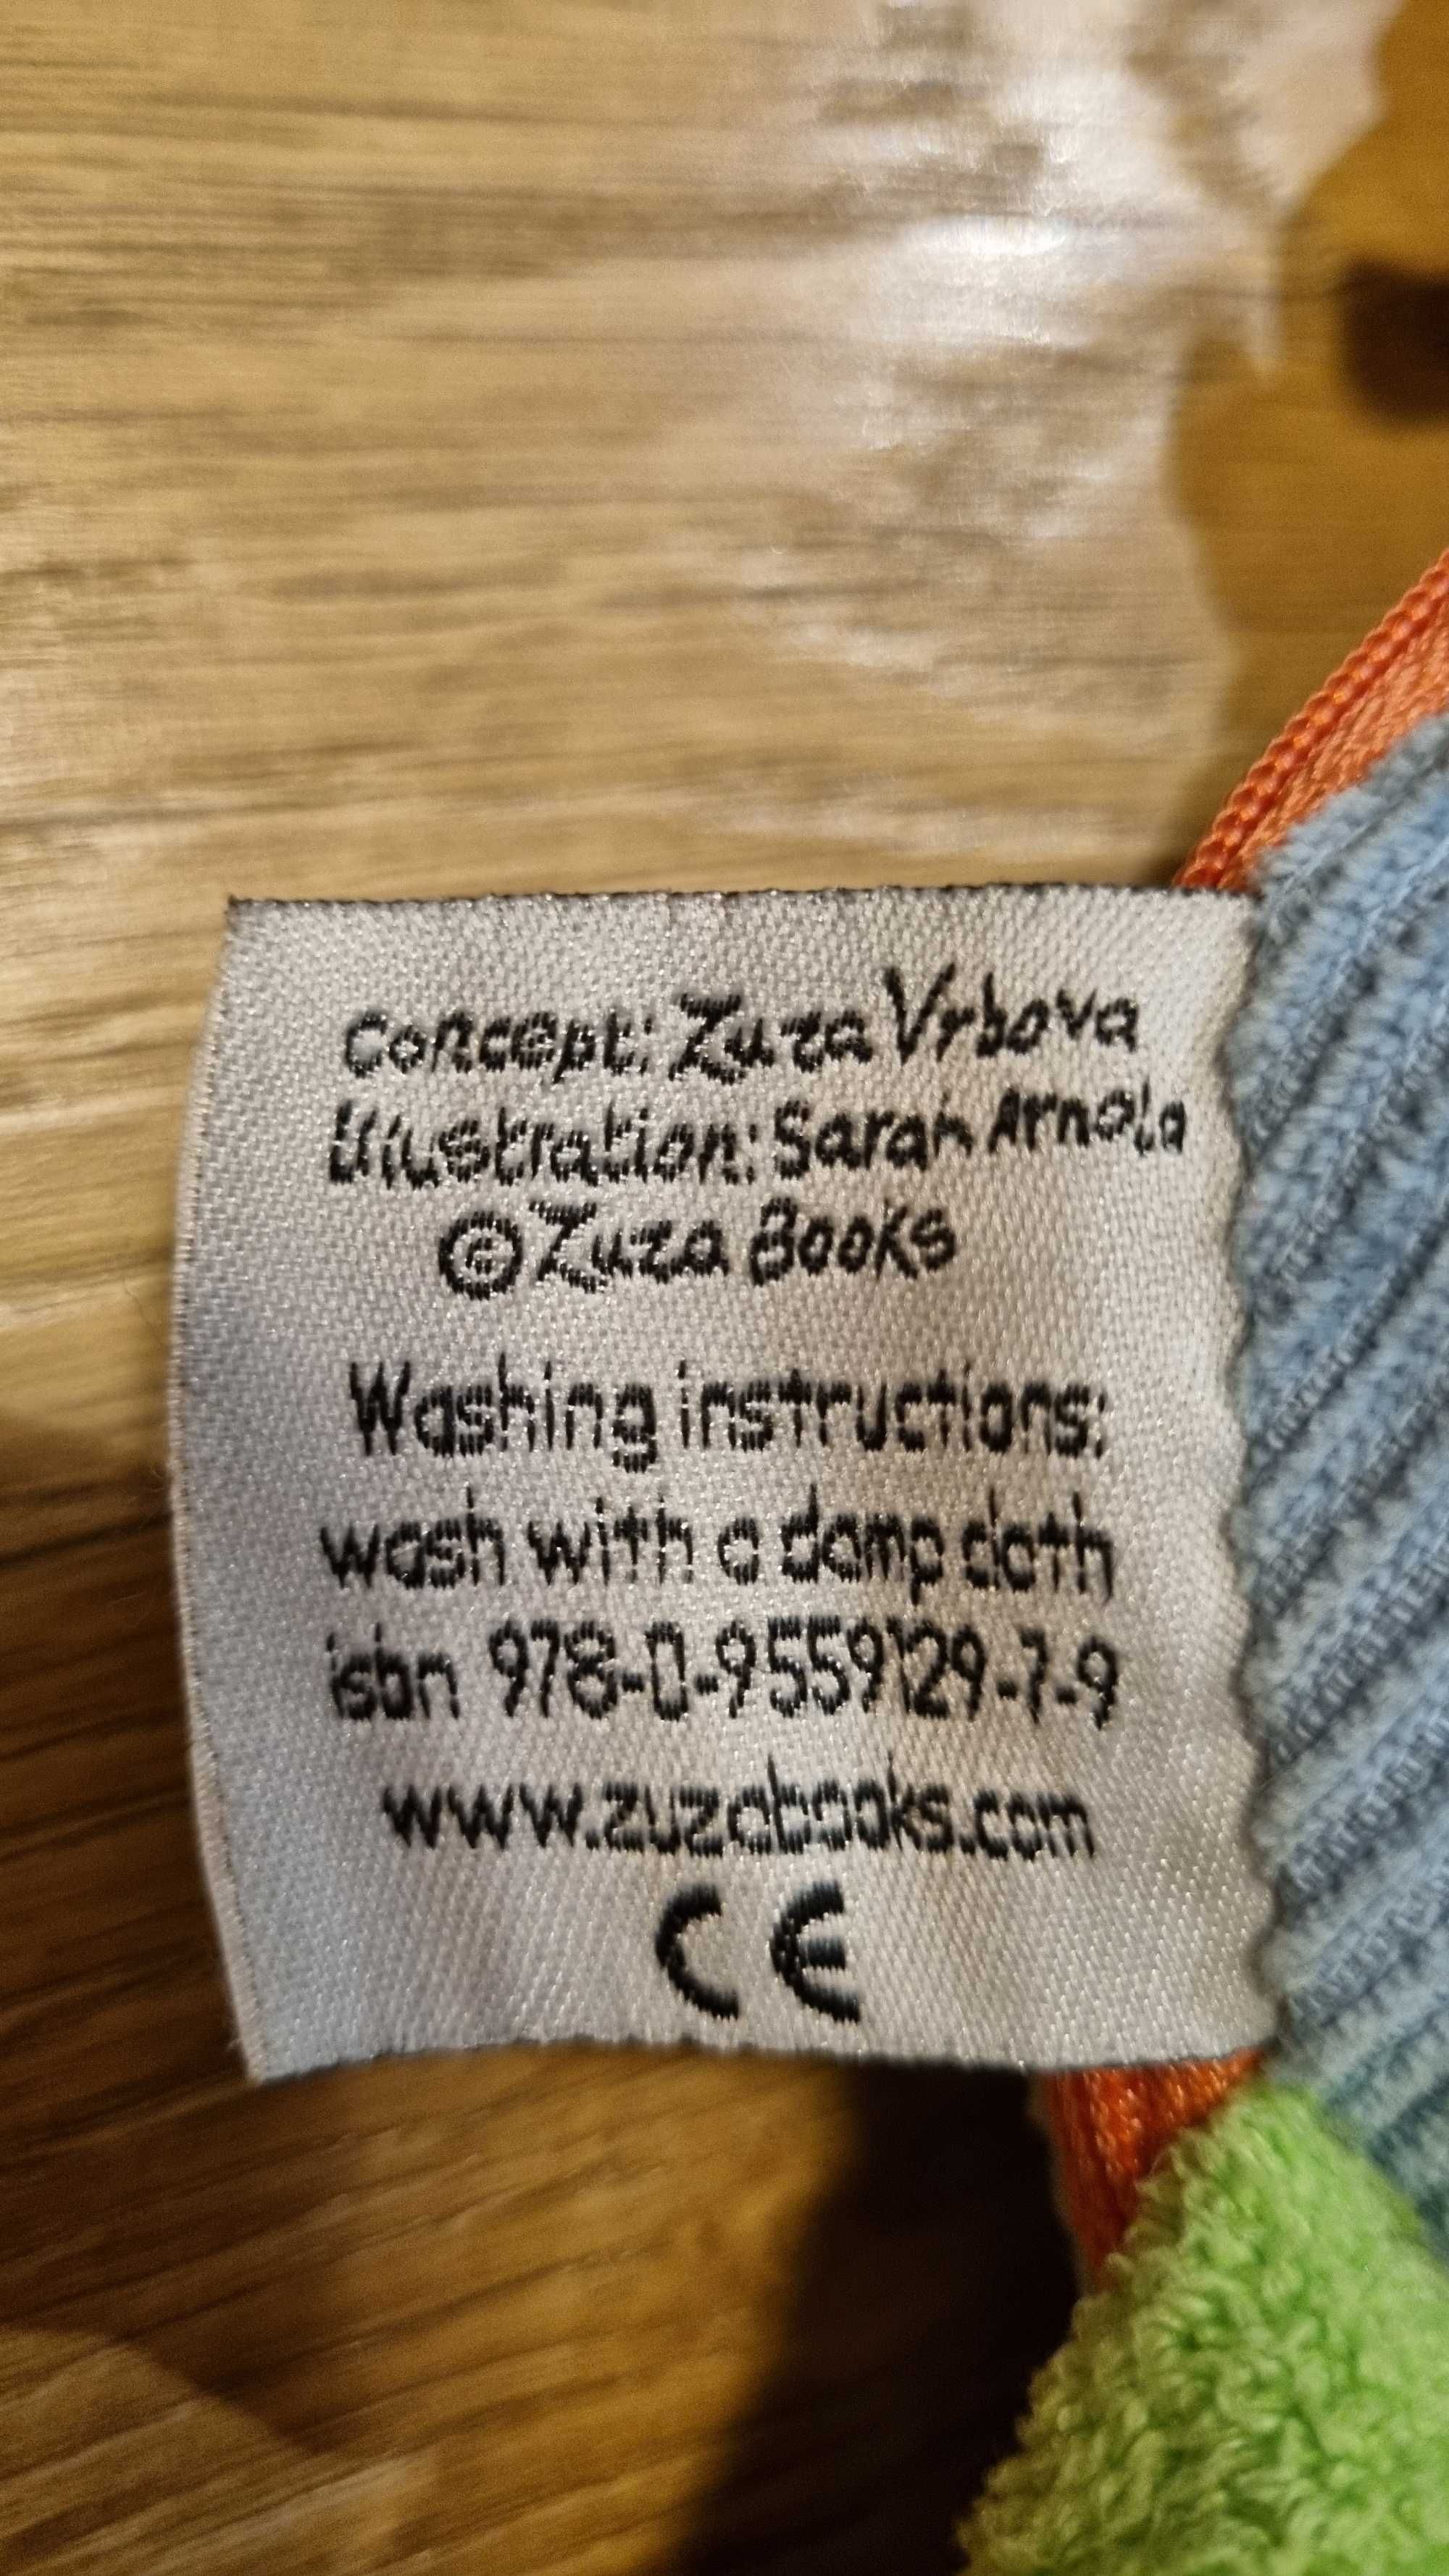 Concept: Zuza Vrbova
Illustration: Sarah Arnold
© Zuza Books
Washing instructions:
wash with a damp cloth
isbn 978-0-9559129-7-9
www.zuzabooks.com
CE